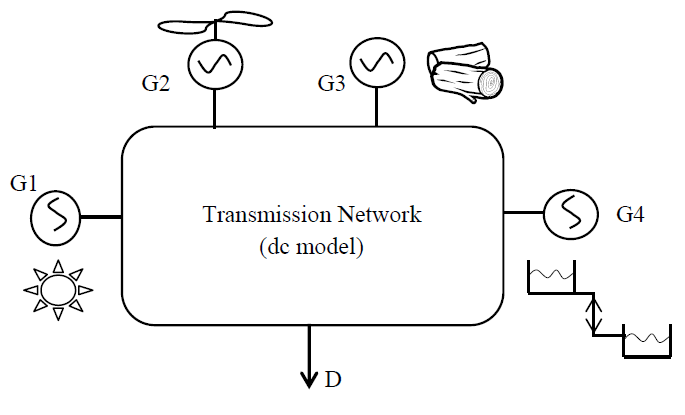 G2
G3
G1
Transmission Network
(dc model)
G4
D